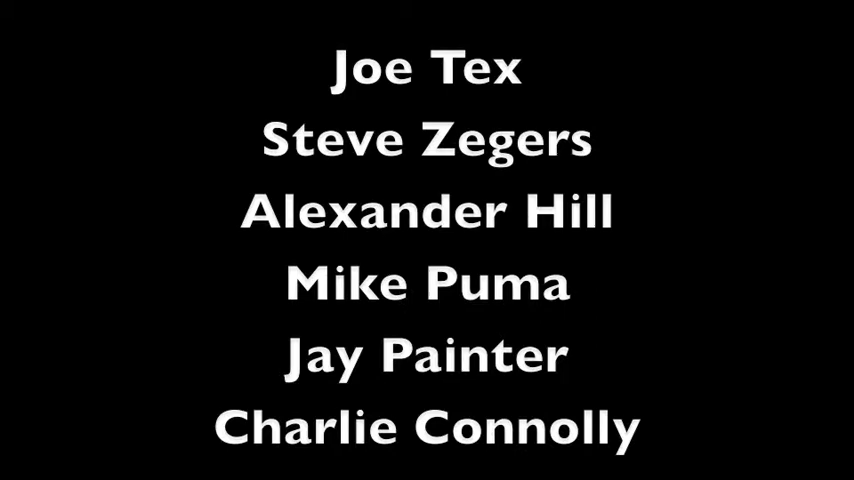 Joe Tex
Steve Zegers
Alexander Hill
Mike Puma
Jay Painter
Charlie Connolly